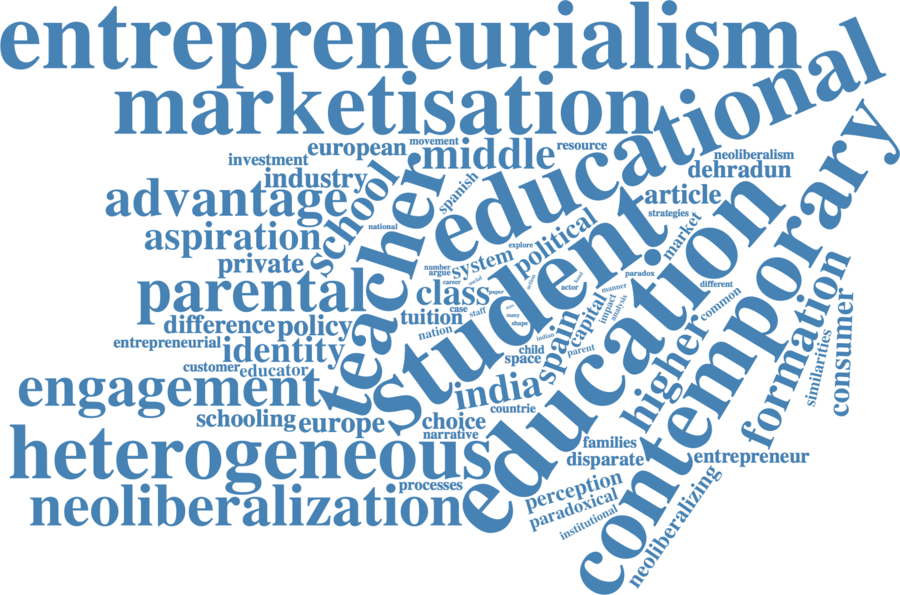 entrepreneurialism
marketisation
educational
contemporary
european
movement
middle
resource
investment
neoliberalism
industry
school
spanish
dehradun
advantage
teacher
article
national
strategies
aspiration
explore
political
market
private
number
argue
system
student
education
parental
class
career
paper
action
actor
paradox
manner
different
difference
policy
tuition
case
staff
many
shape
capital
impact
analysis
common
entrepreneurial
identity
nation
indian
spain
child
space
parent
higher
formation
consumer
similarities
customer
educator
engagement
india
countrie
schooling
europe
choice
narrative
families
heterogeneous
disparate
entrepreneur
processes
neoliberalization
perception
paradoxical
institutional
neoliberalizing